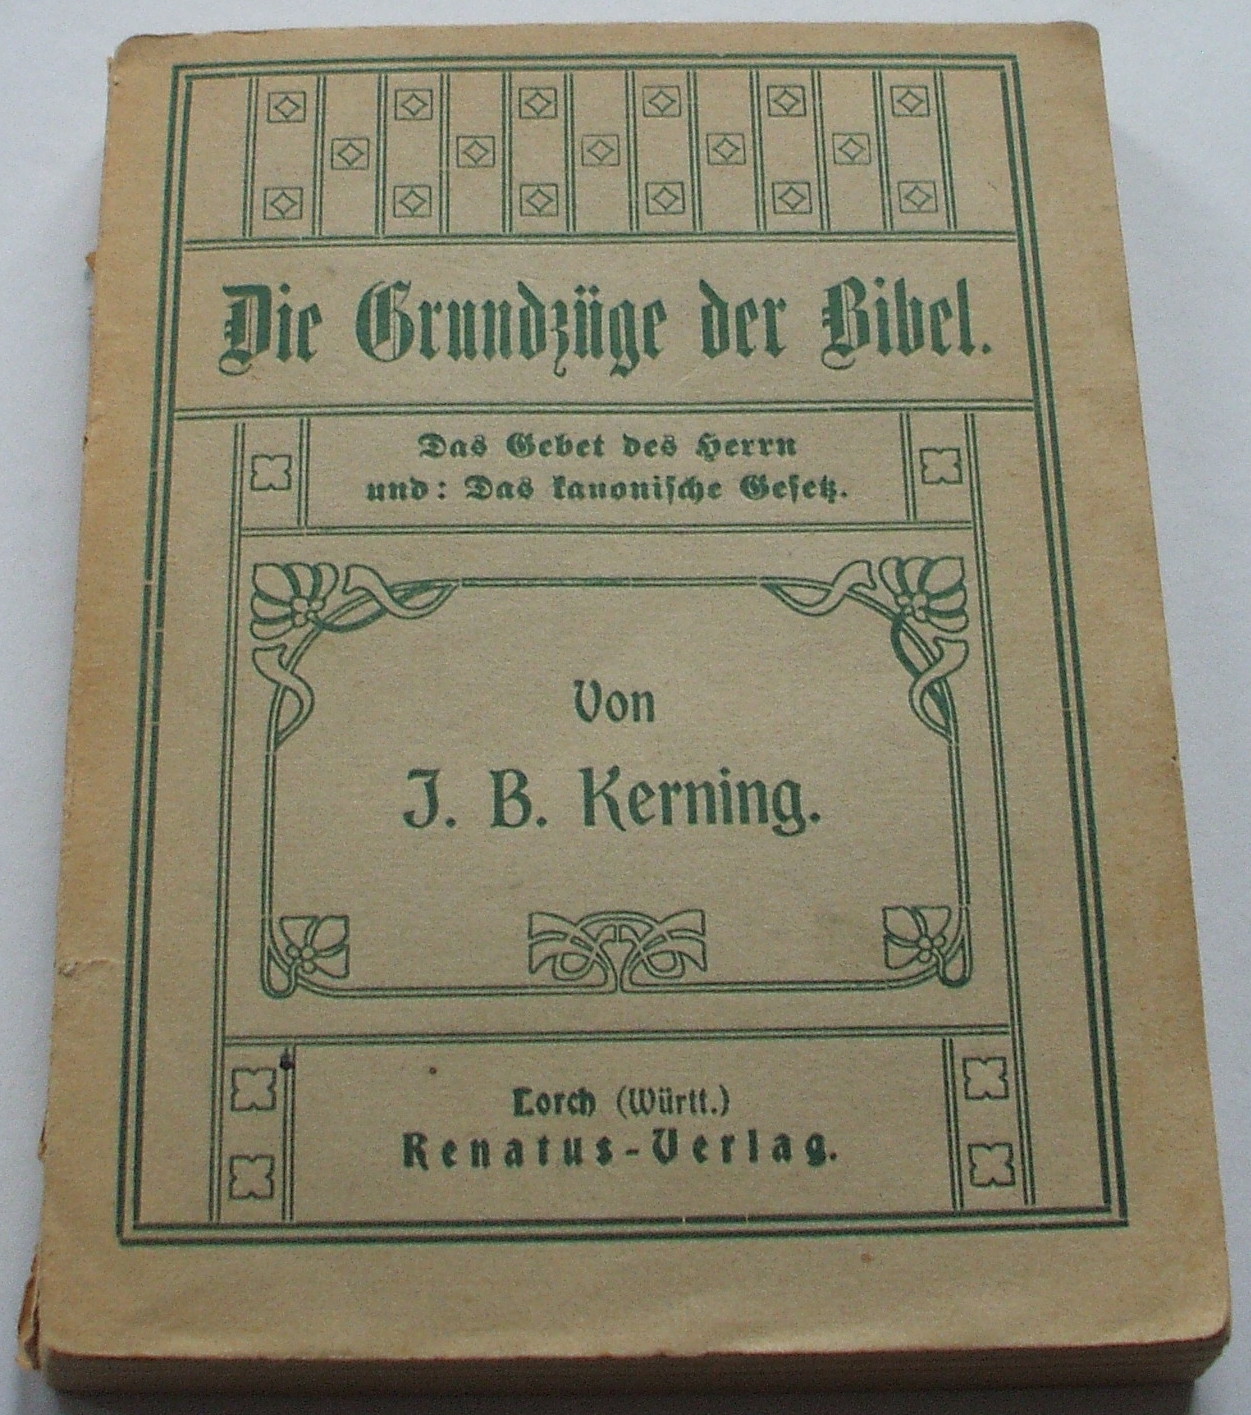 Die Grundzüge der Bibel.
Das Gebet des Herrn
und: Das kanonische Gesetz.
Von
J. B. Kerning.
Lorch (Württ.)
Renatus-Verlag.